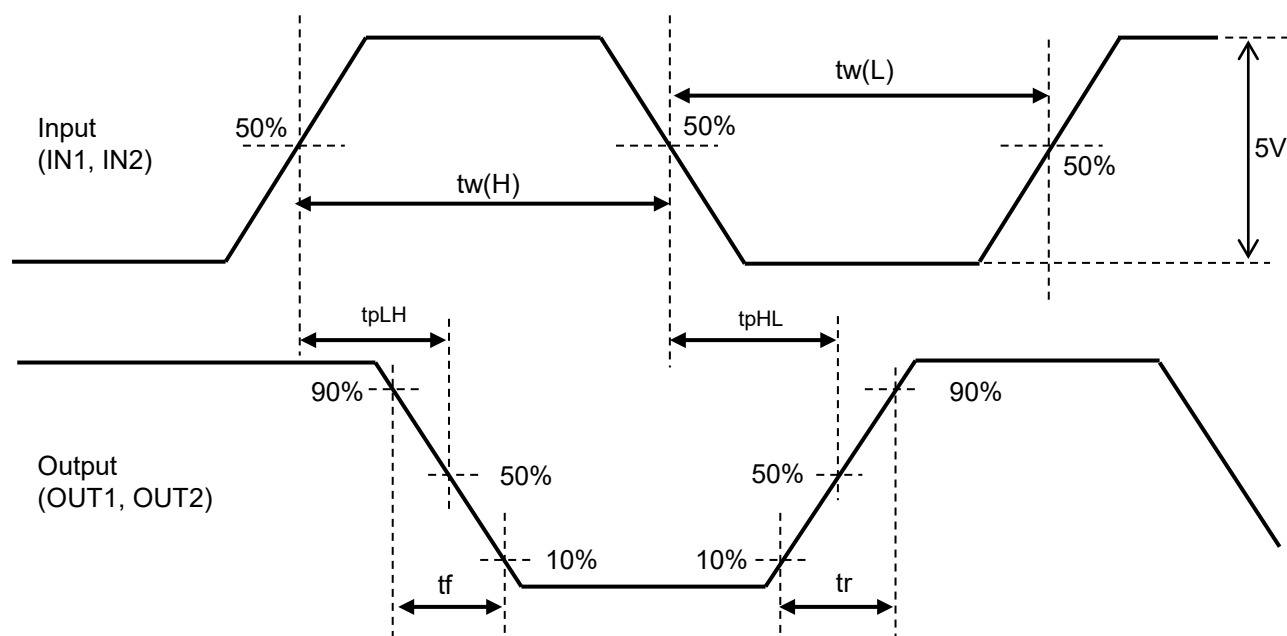 tw(L)
50%
50%
Input
(IN1, IN2)
5V
50%
tw(H)
tpLH
tpHL
90%
90%
Output
(OUT1, OUT2)
50%
50%
10%
10%
tf
tr